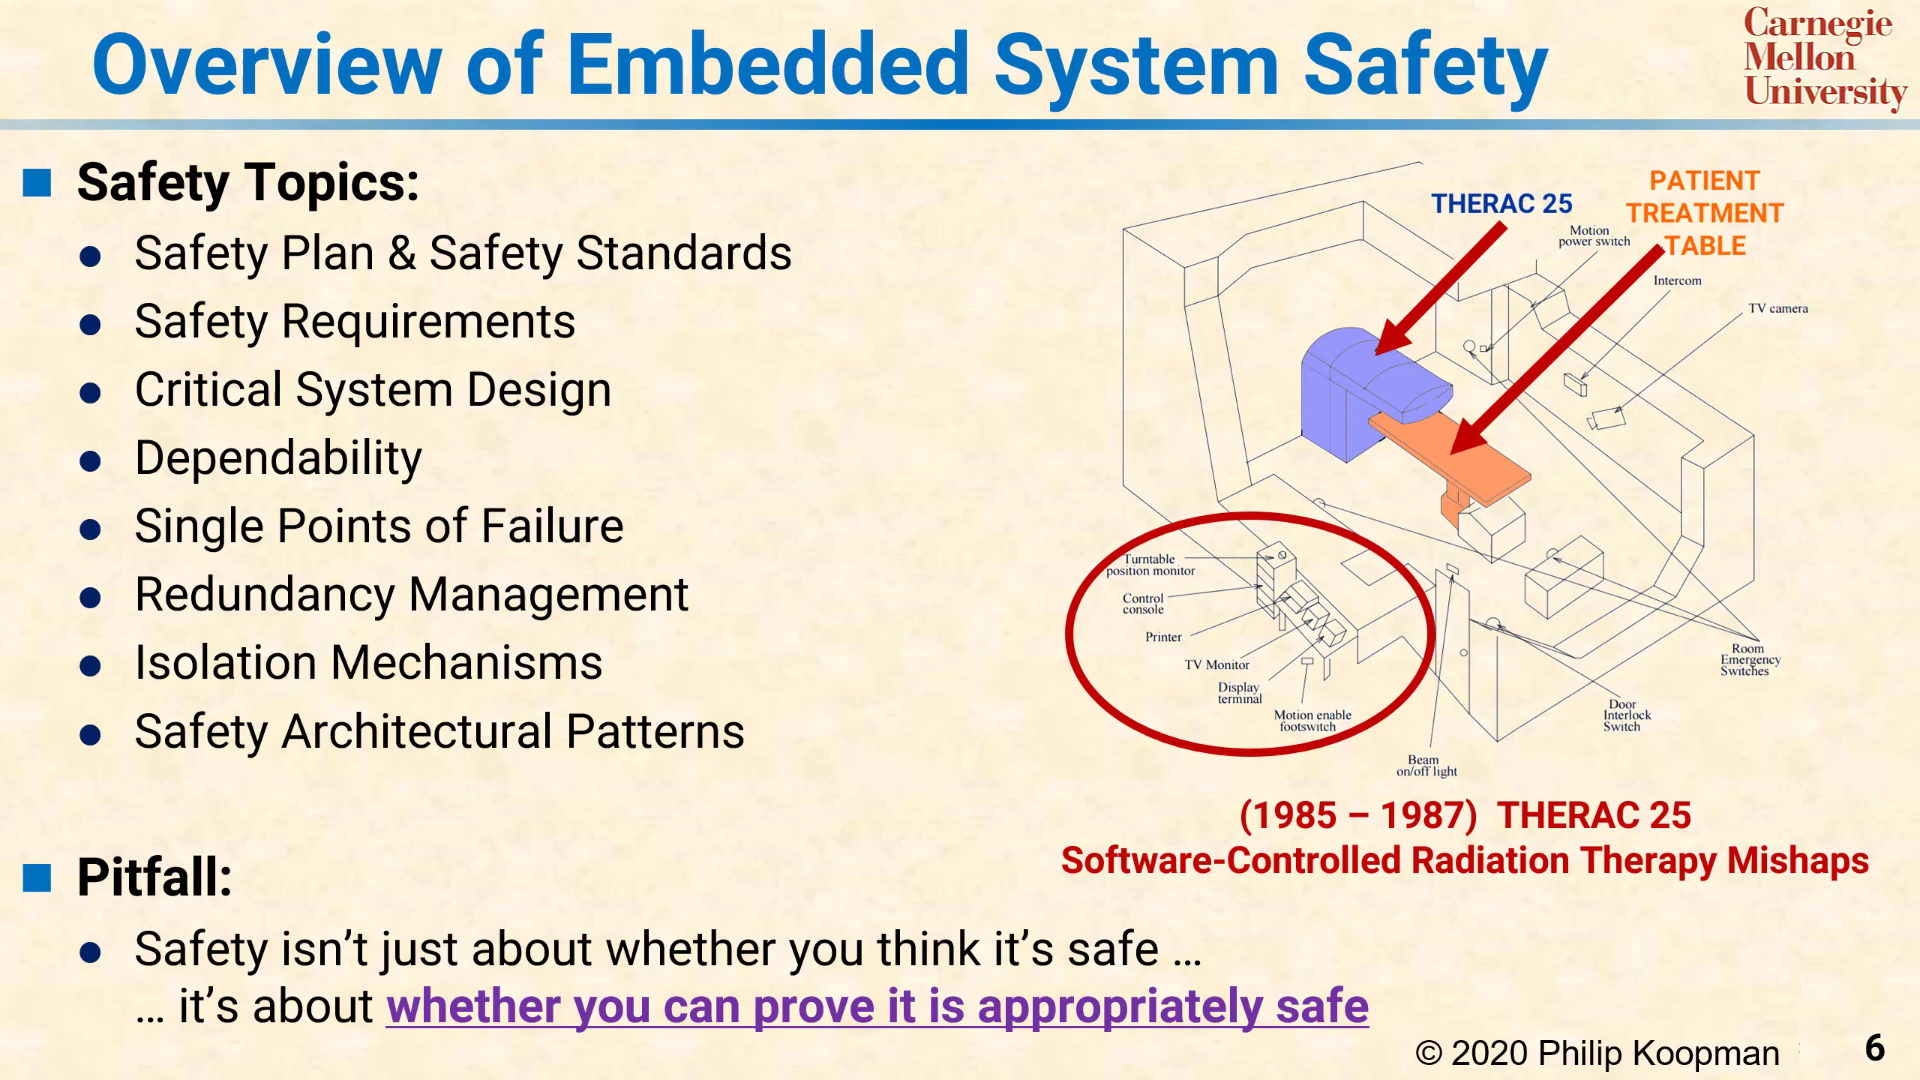 Overview of Embedded System Safety
Carnegie
Mellon
University
Safety Topics:
Safety Plan & Safety Standards
Safety Requirements
Critical System Design
Dependability
Single Points of Failure
Redundancy Management
Isolation Mechanisms
Safety Architectural Patterns
THERAC 25
PATIENT
TREATMENT
TABLE
Motion
power switch
Intercom
TV camera
Turntable
position monitor
Control
console
Printer
TV Monitor
Display
terminal
Motion enable
footswitch
Beam
on/off light
Door
Interlock
Switch
Room
Emergency
Switches
(1985 – 1987) THERAC 25
Software-Controlled Radiation Therapy Mishaps
Pitfall:
Safety isn’t just about whether you think it’s safe …
… it’s about whether you can prove it is appropriately safe
© 2020 Philip Koopman
6